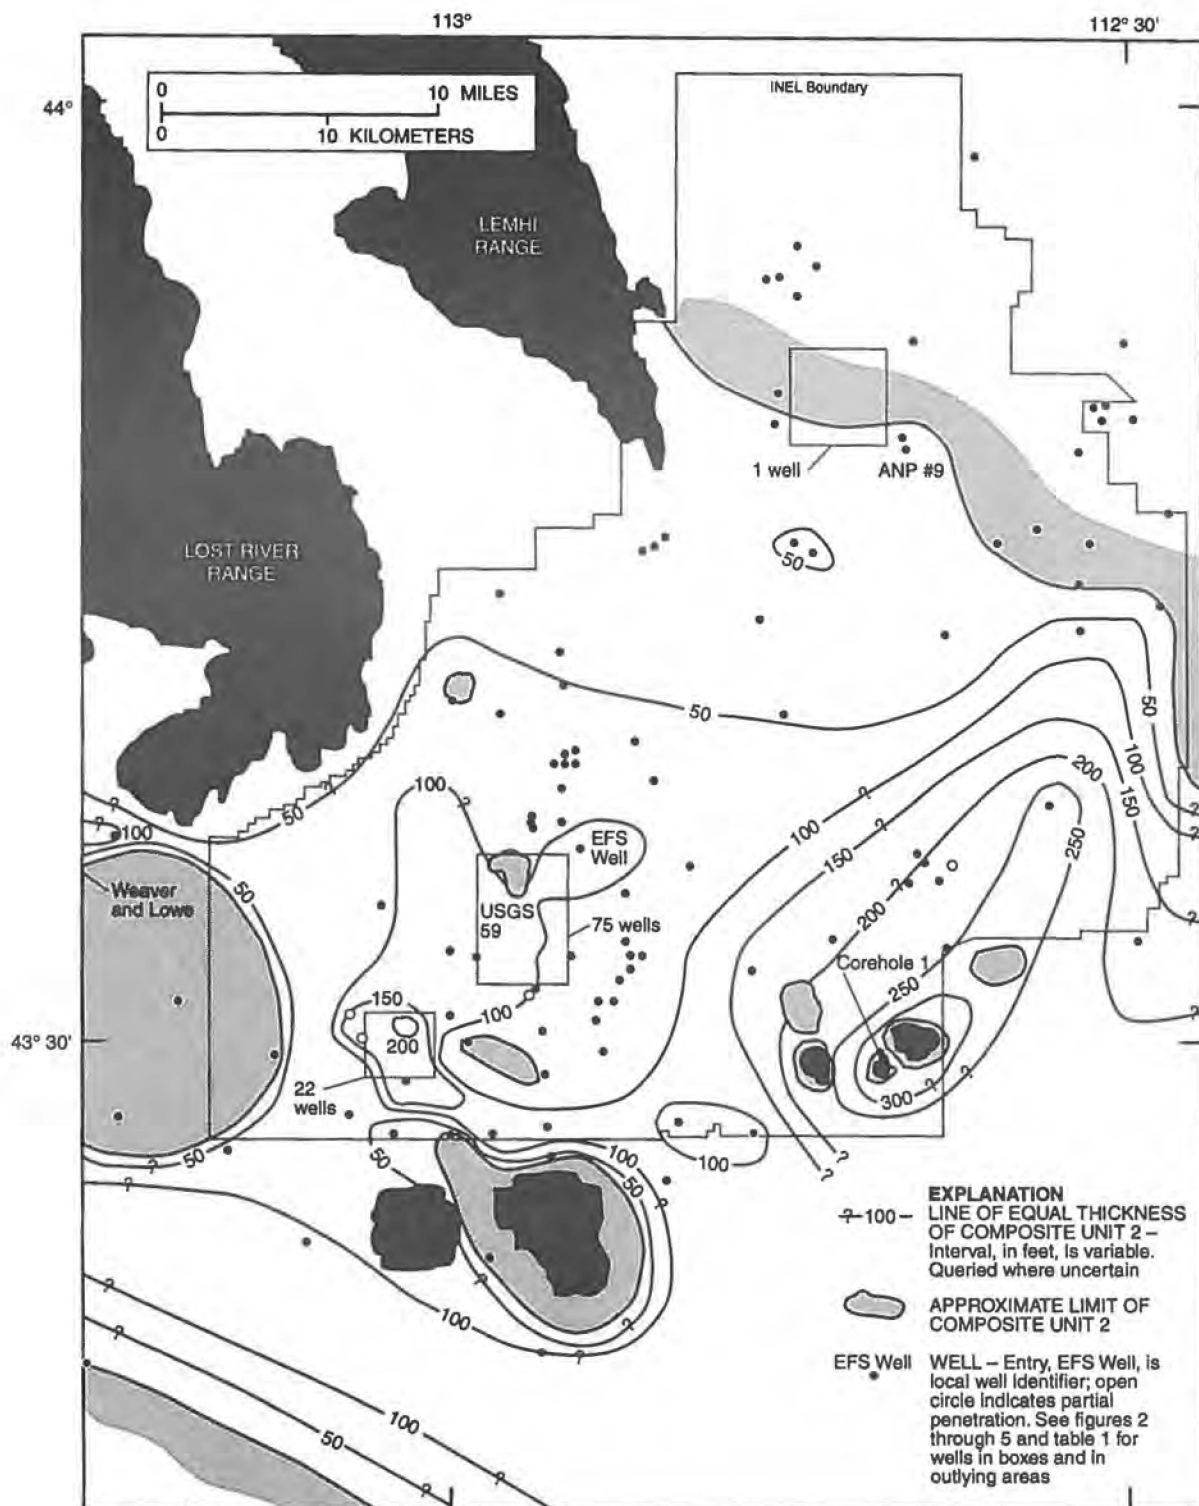 113°
112° 30'
0 10 MILES
0 10 KILOMETERS
INEL Boundary
44°
LEMHI
RANGE
1 well
ANP #9
LOST RIVER
RANGE
50
50
50
100
200
100
150
?
?
?
50
?
?
100
?
?
100
EFS
Well
150
?
250
?
100
50
Weaver
and Lowe
USGS
59
75 wells
200
?
?
Corehole 1
250
150
100
?
43° 30'
200
22
wells
300
?
?
?
?
?
50
?
50
100
50
100
?
?
?
?
?
100
?
?
?
100
50
?
?
EXPLANATION
?-100- LINE OF EQUAL THICKNESS
OF COMPOSITE UNIT 2 –
Interval, in feet, is variable.
Queried where uncertain
APPROXIMATE LIMIT OF
COMPOSITE UNIT 2
EFS Well WELL – Entry, EFS Well, is
local well identifier; open
circle indicates partial
penetration. See figures 2
through 5 and table 1 for
wells in boxes and in
outlying areas